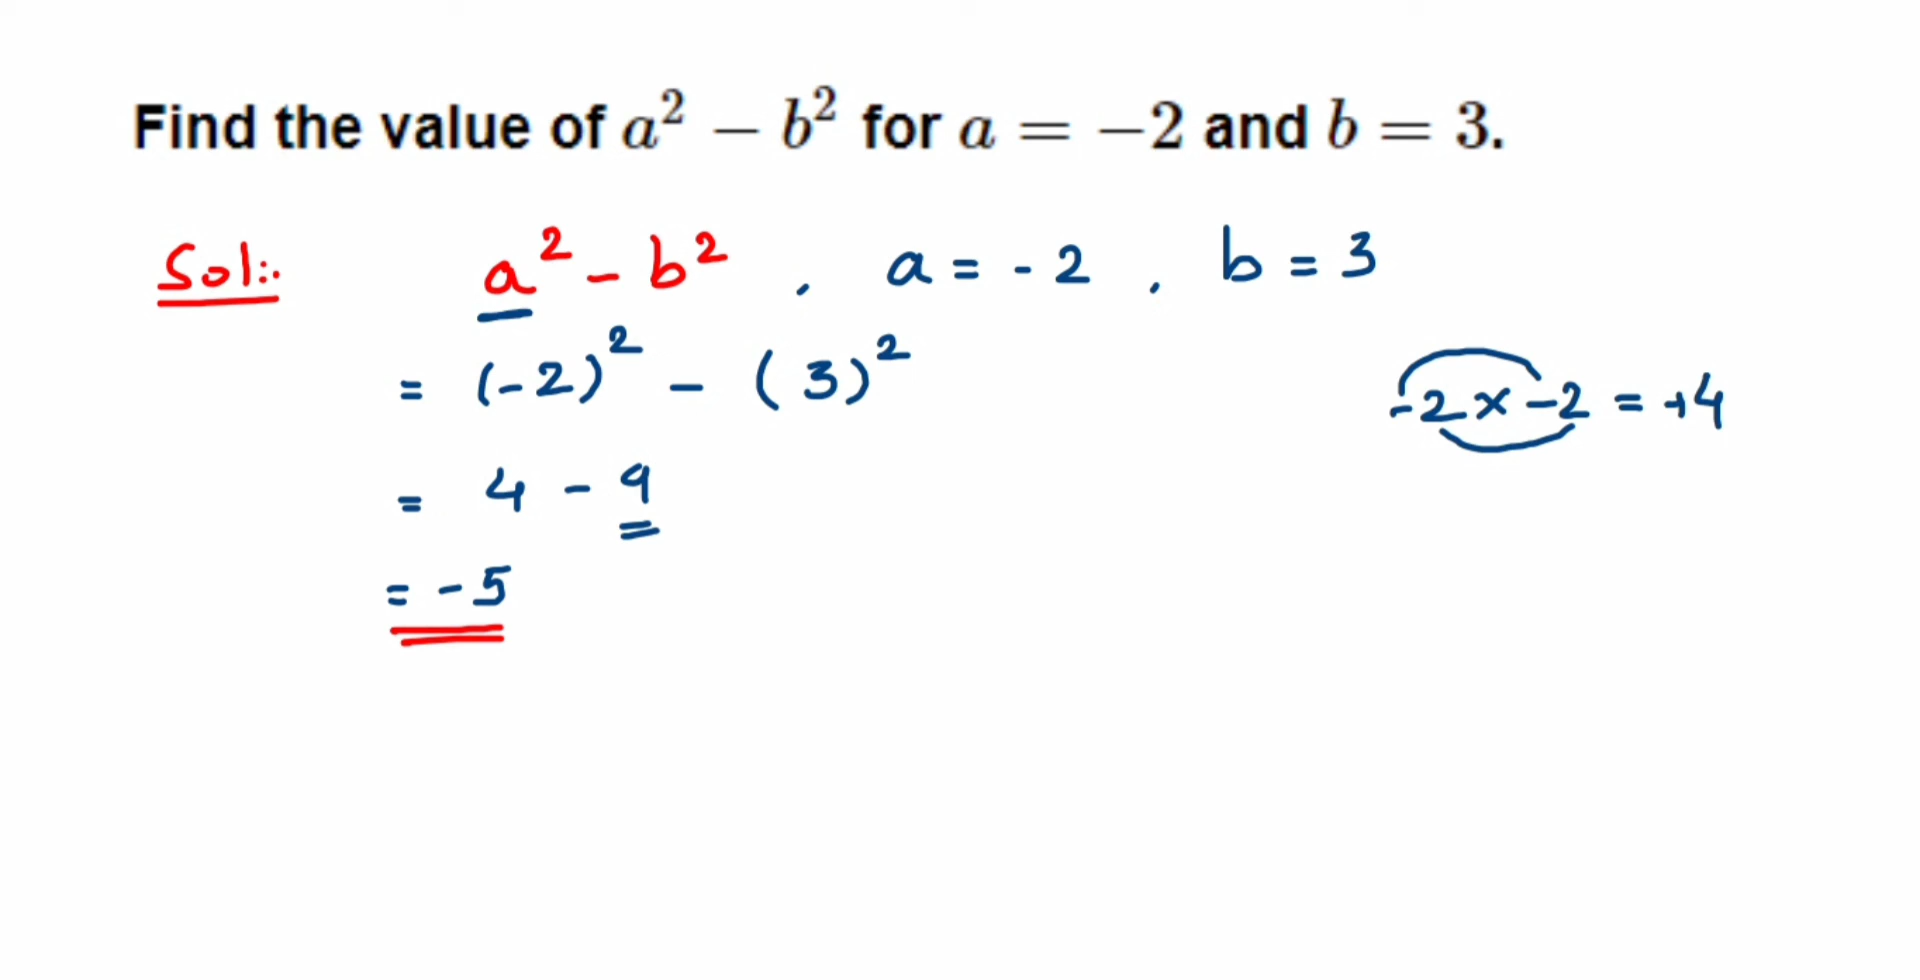 Find the value of a² − b² for a = −2 and b = 3.
Sol:. a² - b² , a = - 2 , b = 3
= (-2)² - (3)²
-2 x -2 = +4
= 4 - 9
= -5